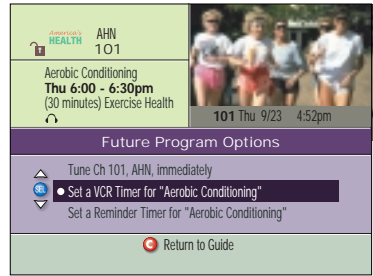 America's
HEALTH
AHN
101
Aerobic Conditioning
Thu 6:00 - 6:30pm
(30 minutes) Exercise Health
101 Thu 9/23 4:52pm
Future Program Options
Tune Ch 101, AHN, immediately
SEL
Set a VCR Timer for "Aerobic Conditioning"
Set a Reminder Timer for "Aerobic Conditioning"
C Return to Guide